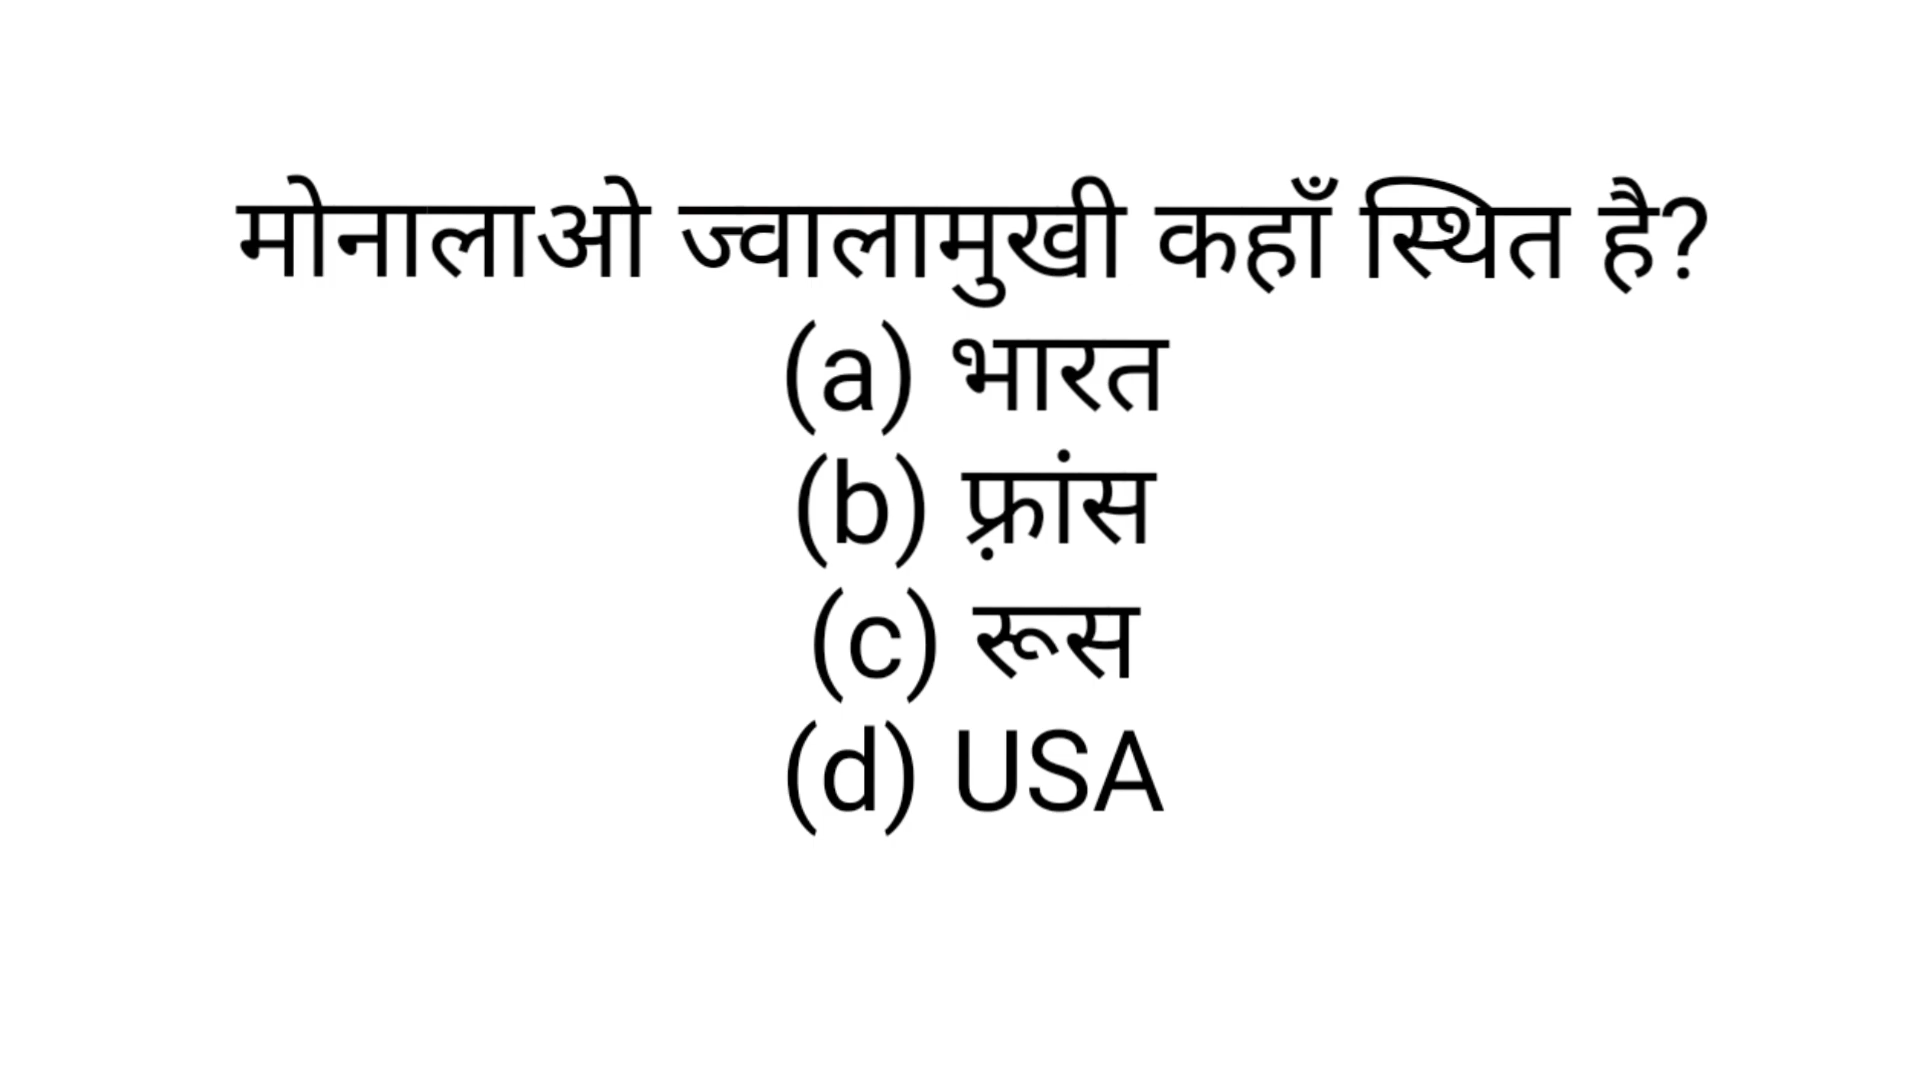 मोनालाओ ज्वालामुखी कहाँ स्थित है?
(a) भारत
(b) फ़्रांस
(c) रूस
(d) USA